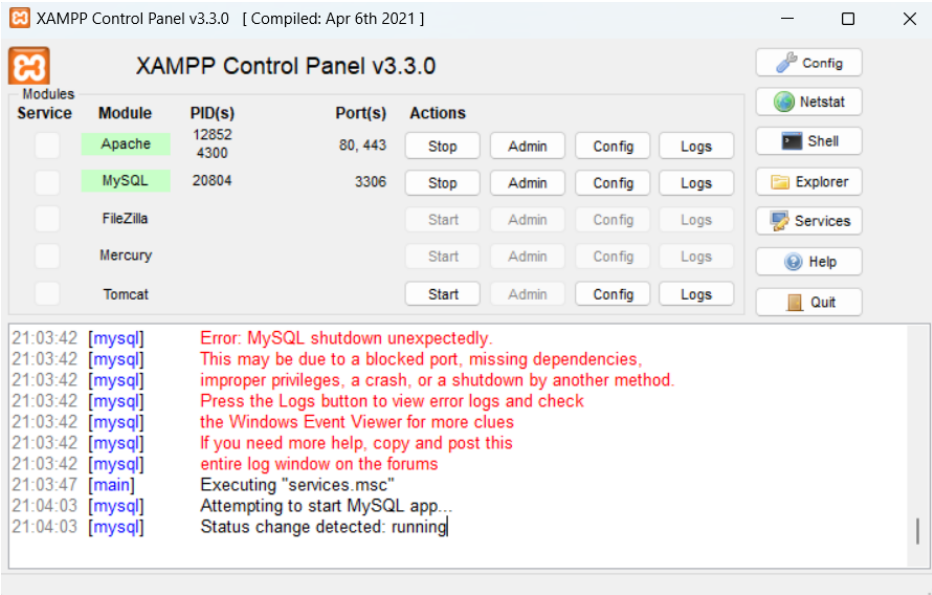 XAMPP Control Panel v3.3.0 [ Compiled: Apr 6th 2021 ]
XAMPP Control Panel v3.3.0
Config
Modules
Service Module PID(s) Port(s) Actions
Netstat
Apache 12852 4300 80, 443 Stop Admin Config Logs
Shell
MySQL 20804 3306 Stop Admin Config Logs
Explorer
FileZilla Start Admin Config Logs
Services
Mercury Start Admin Config Logs
Help
Tomcat Start Admin Config Logs
Quit
21:03:42 [mysql] Error: MySQL shutdown unexpectedly.
21:03:42 [mysql] This may be due to a blocked port, missing dependencies,
21:03:42 [mysql] improper privileges, a crash, or a shutdown by another method.
21:03:42 [mysql] Press the Logs button to view error logs and check
21:03:42 [mysql] the Windows Event Viewer for more clues
21:03:42 [mysql] If you need more help, copy and post this
21:03:42 [mysql] entire log window on the forums
21:03:47 [main] Executing "services.msc"
21:04:03 [mysql] Attempting to start MySQL app...
21:04:03 [mysql] Status change detected: running